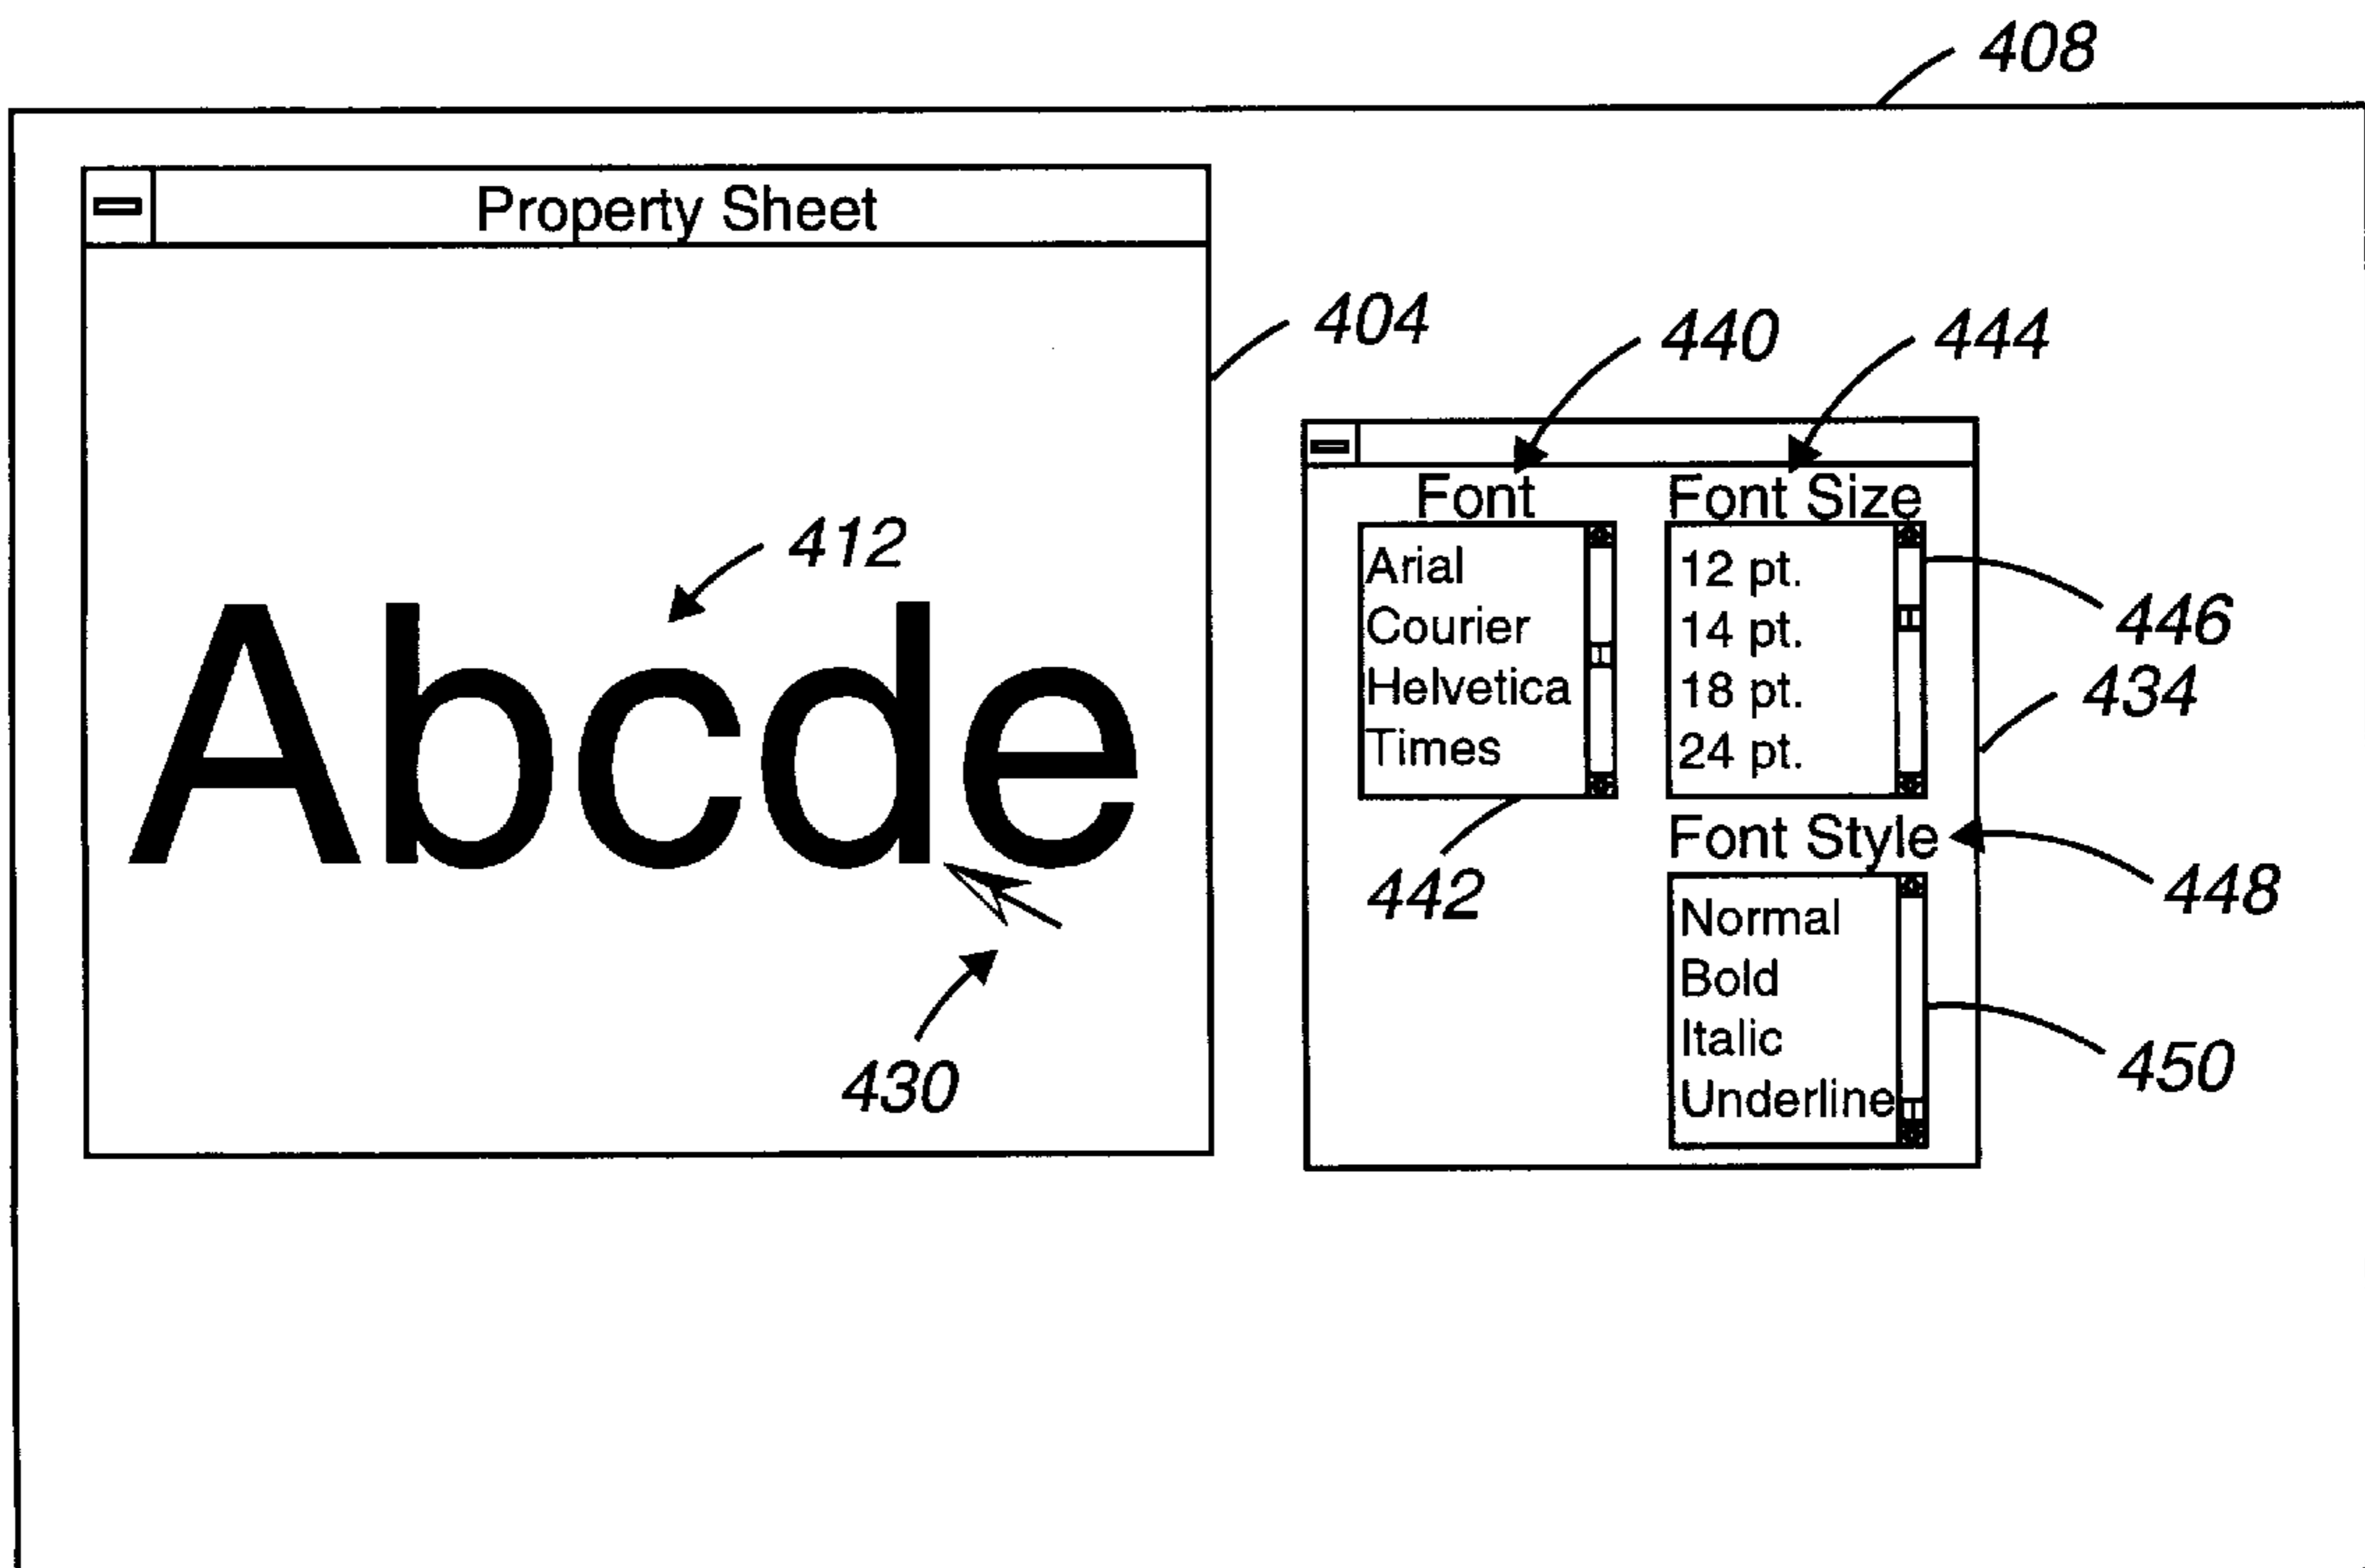 408
Property Sheet
404
440
444
Font
Font Size
412
Arial
Courier
Helvetica
Times
12 pt.
14 pt.
18 pt.
24 pt.
446
434
Abcde
442
Font Style
448
Normal
Bold
Italic
Underline
450
430